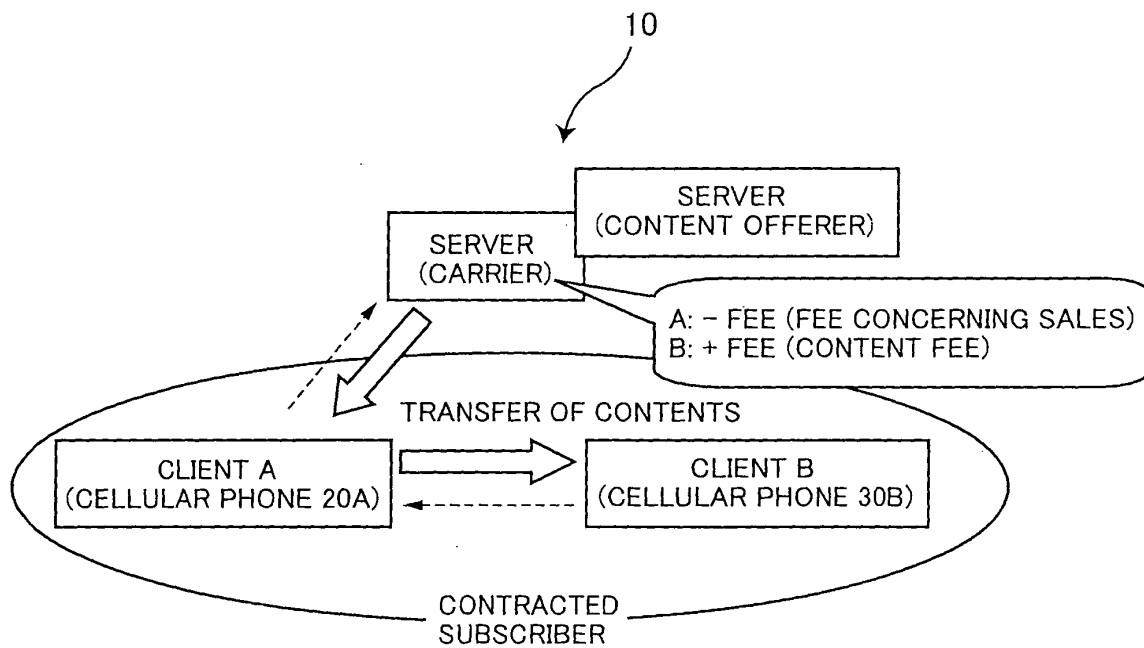 10
SERVER
(CONTENT OFFERER)
SERVER
(CARRIER)
A: − FEE (FEE CONCERNING SALES)
B: + FEE (CONTENT FEE)
TRANSFER OF CONTENTS
CLIENT A
(CELLULAR PHONE 20A)
CLIENT B
(CELLULAR PHONE 30B)
CONTRACTED
SUBSCRIBER